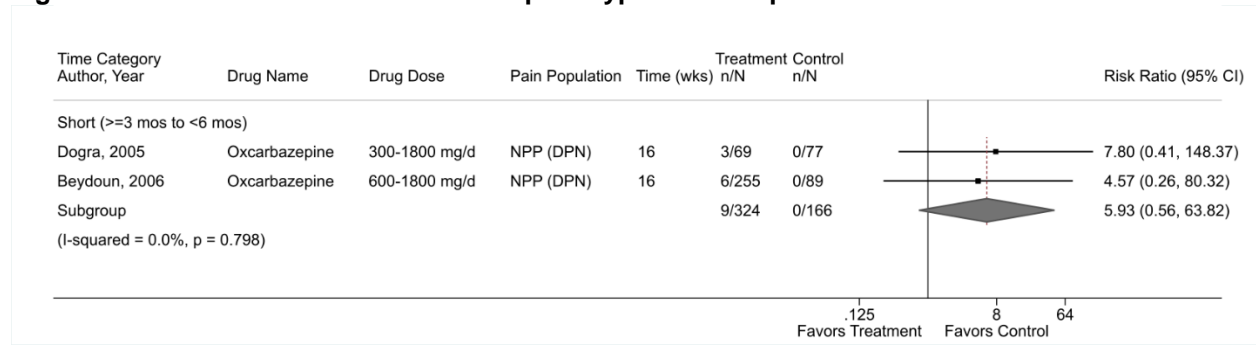 Time Category
Author, Year Drug Name Drug Dose Pain Population Time (wks) Treatment n/N Control n/N Risk Ratio (95% CI)
Short (>=3 mos to <6 mos)
Dogra, 2005 Oxcarbazepine 300-1800 mg/d NPP (DPN) 16 3/69 0/77 7.80 (0.41, 148.37)
Beydoun, 2006 Oxcarbazepine 600-1800 mg/d NPP (DPN) 16 6/255 0/89 4.57 (0.26, 80.32)
Subgroup 9/324 0/166 5.93 (0.56, 63.82)
(I-squared = 0.0%, p = 0.798)
.125 8 64
Favors Treatment Favors Control